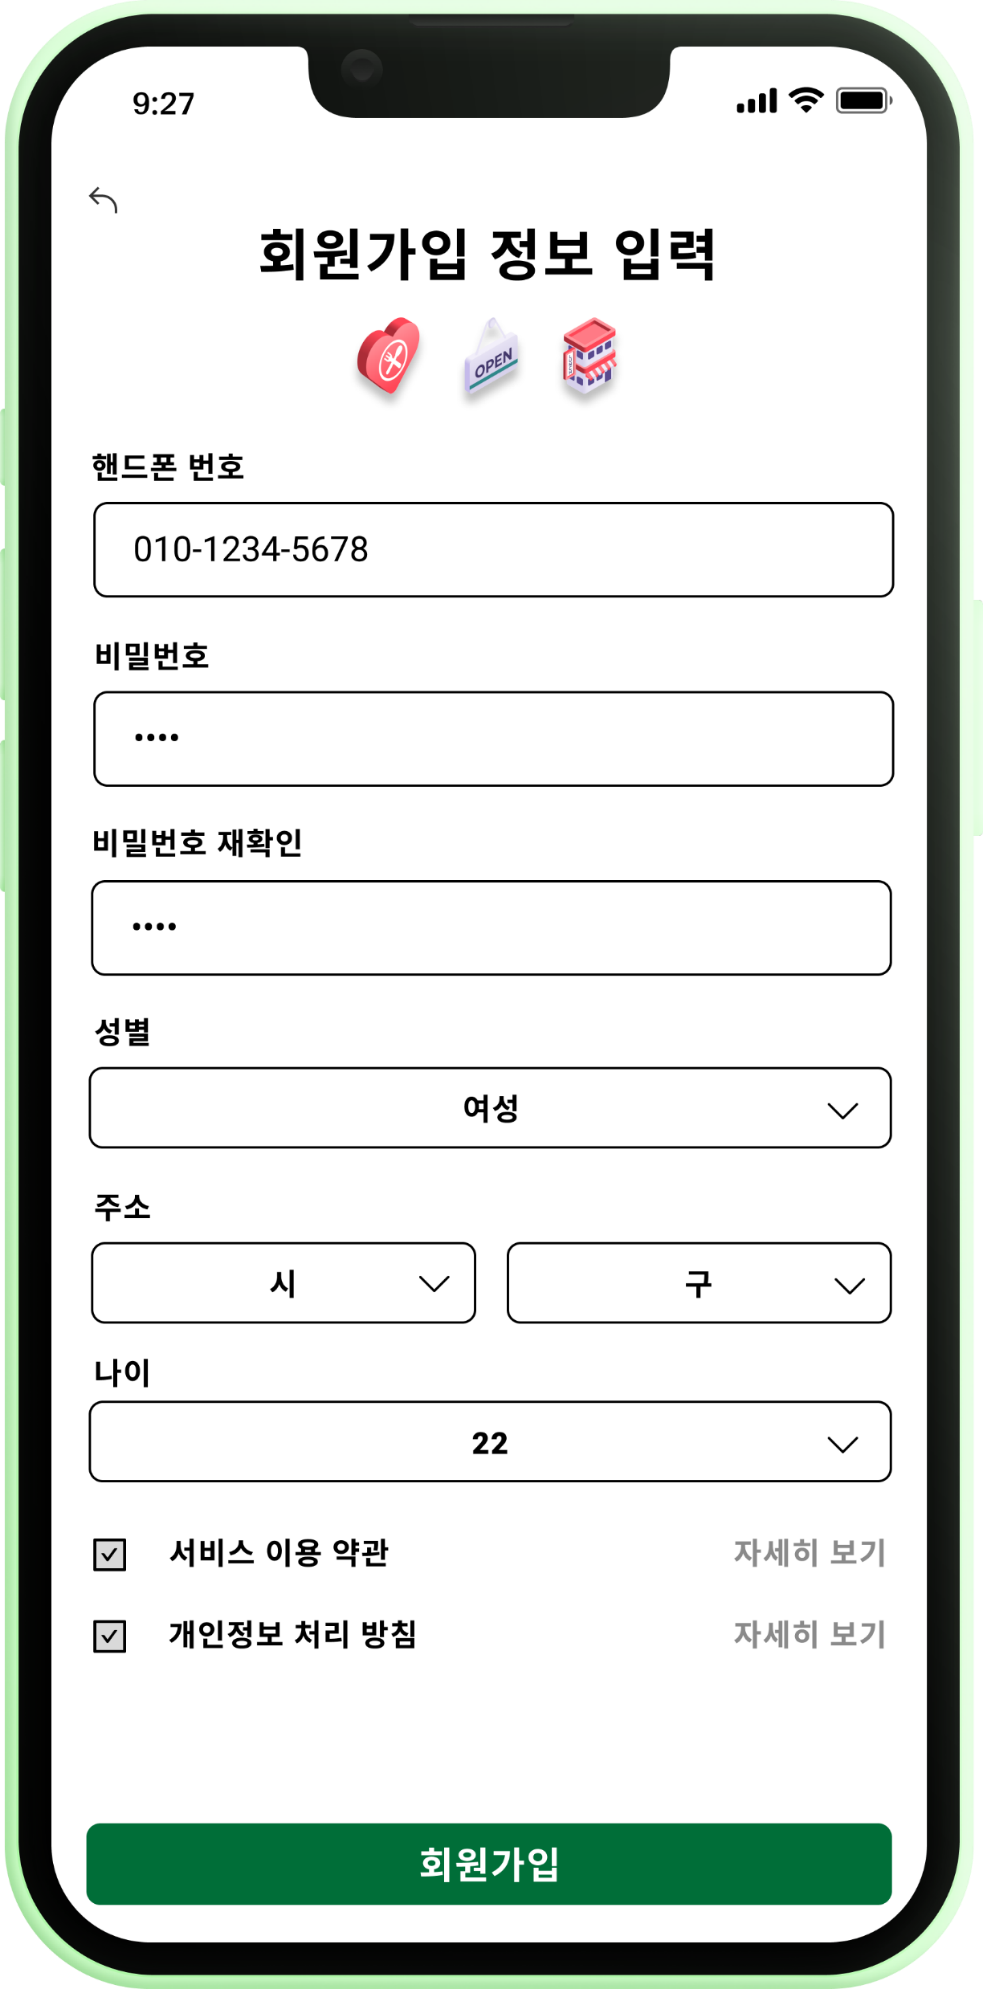 9:27
회원가입 정보 입력
OPEN
핸드폰 번호
010-1234-5678
비밀번호
••••
비밀번호 재확인
••••
성별
여성
주소
시 구
나이
22
서비스 이용 약관 자세히 보기
개인정보 처리 방침 자세히 보기
회원가입